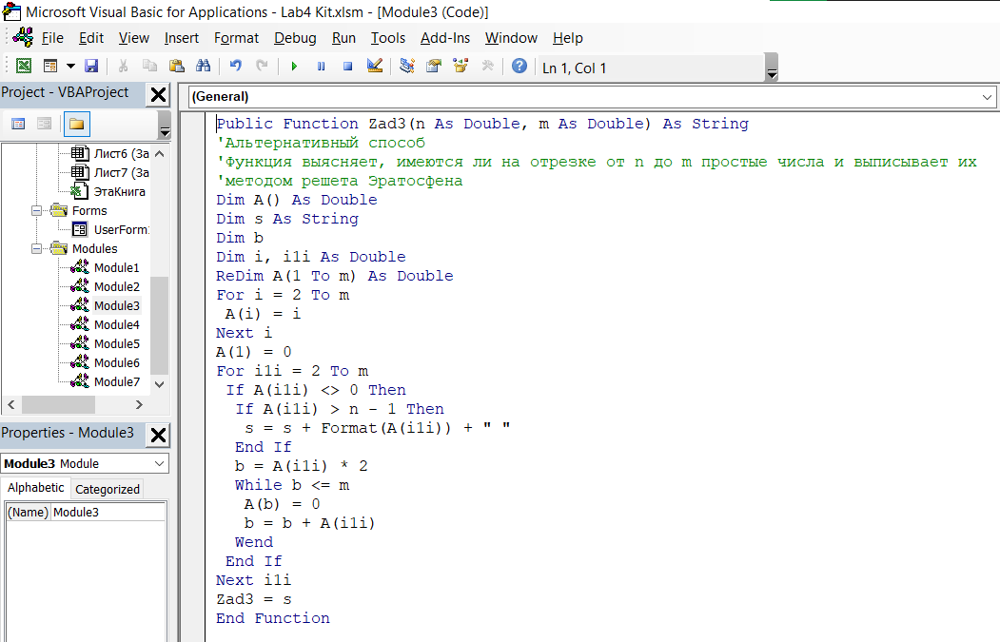 Microsoft Visual Basic for Applications - Lab4 Kit.xlsm - [Module3 (Code)]
File Edit View Insert Format Debug Run Tools Add-Ins Window Help
Ln 1, Col 1
Project - VBAProject
Лист6 (За
Лист7 (За
ЭтаКнига
Forms
UserForm1
Modules
Module1
Module2
Module3
Module4
Module5
Module6
Module7
Properties - Module3
Module3 Module
Alphabetic Categorized
(Name) Module3
(General)
Public Function Zad3(n As Double, m As Double) As String
'Альтернативный способ
'Функция выясняет, имеются ли на отрезке от n до m простые числа и выписывает их
'методом решета Эратосфена
Dim A() As Double
Dim s As String
Dim b
Dim i, i1i As Double
ReDim A(1 To m) As Double
For i = 2 To m
A(i) = i
Next i
A(1) = 0
For i1i = 2 To m
If A(i1i) <> 0 Then
If A(i1i) > n - 1 Then
s = s + Format(A(i1i)) + " "
End If
b = A(i1i) * 2
While b <= m
A(b) = 0
b = b + A(i1i)
Wend
End If
Next i1i
Zad3 = s
End Function